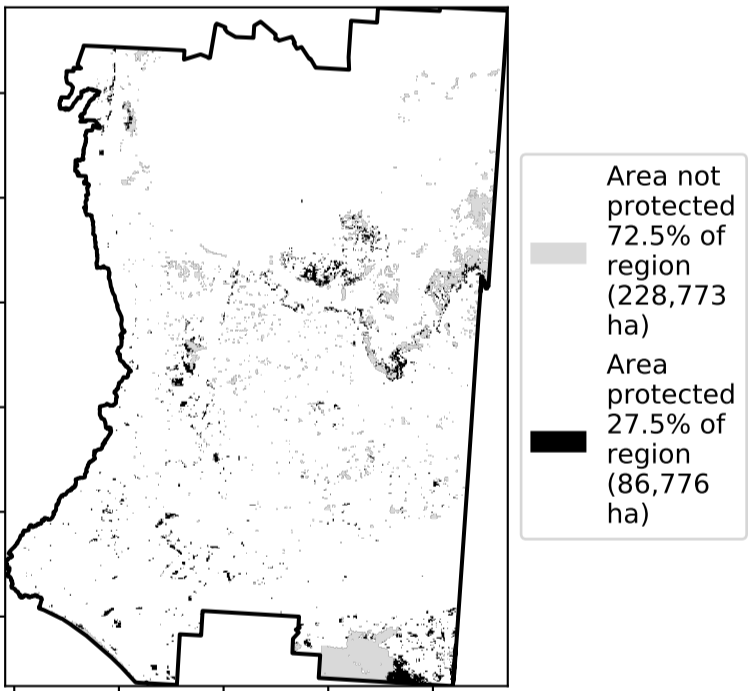 Area not
protected
72.5% of
region
(228,773
ha)
Area
protected
27.5% of
region
(86,776
ha)